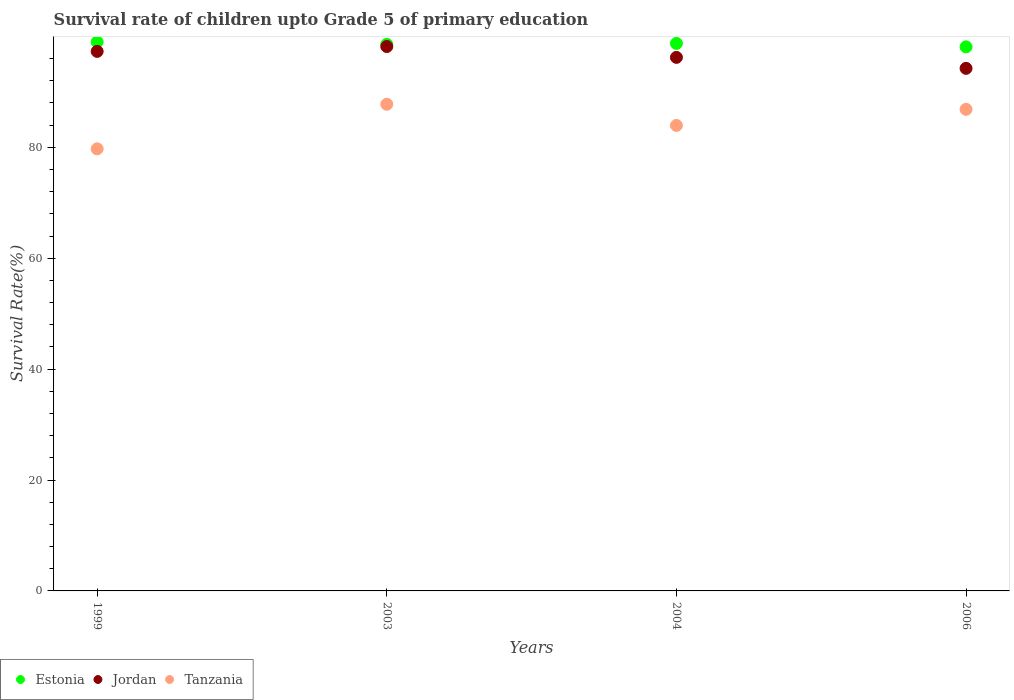 Survival rate of children upto Grade 5 of primary education
Survival Rate(%)
80
60
40
20
0
1999
2003
2004
2006
Years
Estonia
Jordan
Tanzania